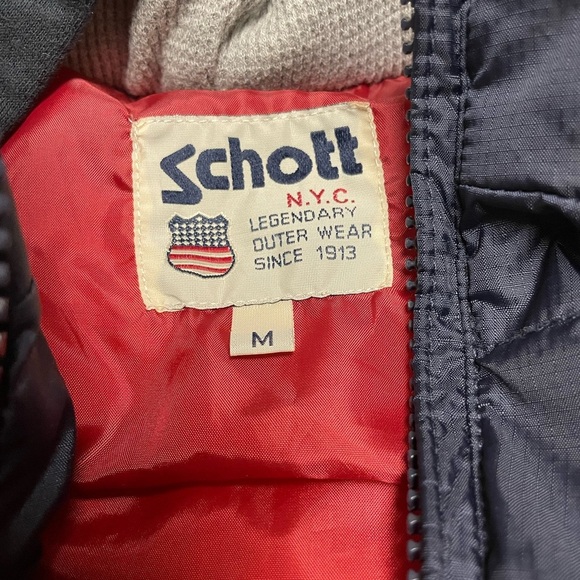 Schott
N.Y.C.
LEGENDARY
OUTER WEAR
SINCE 1913
M